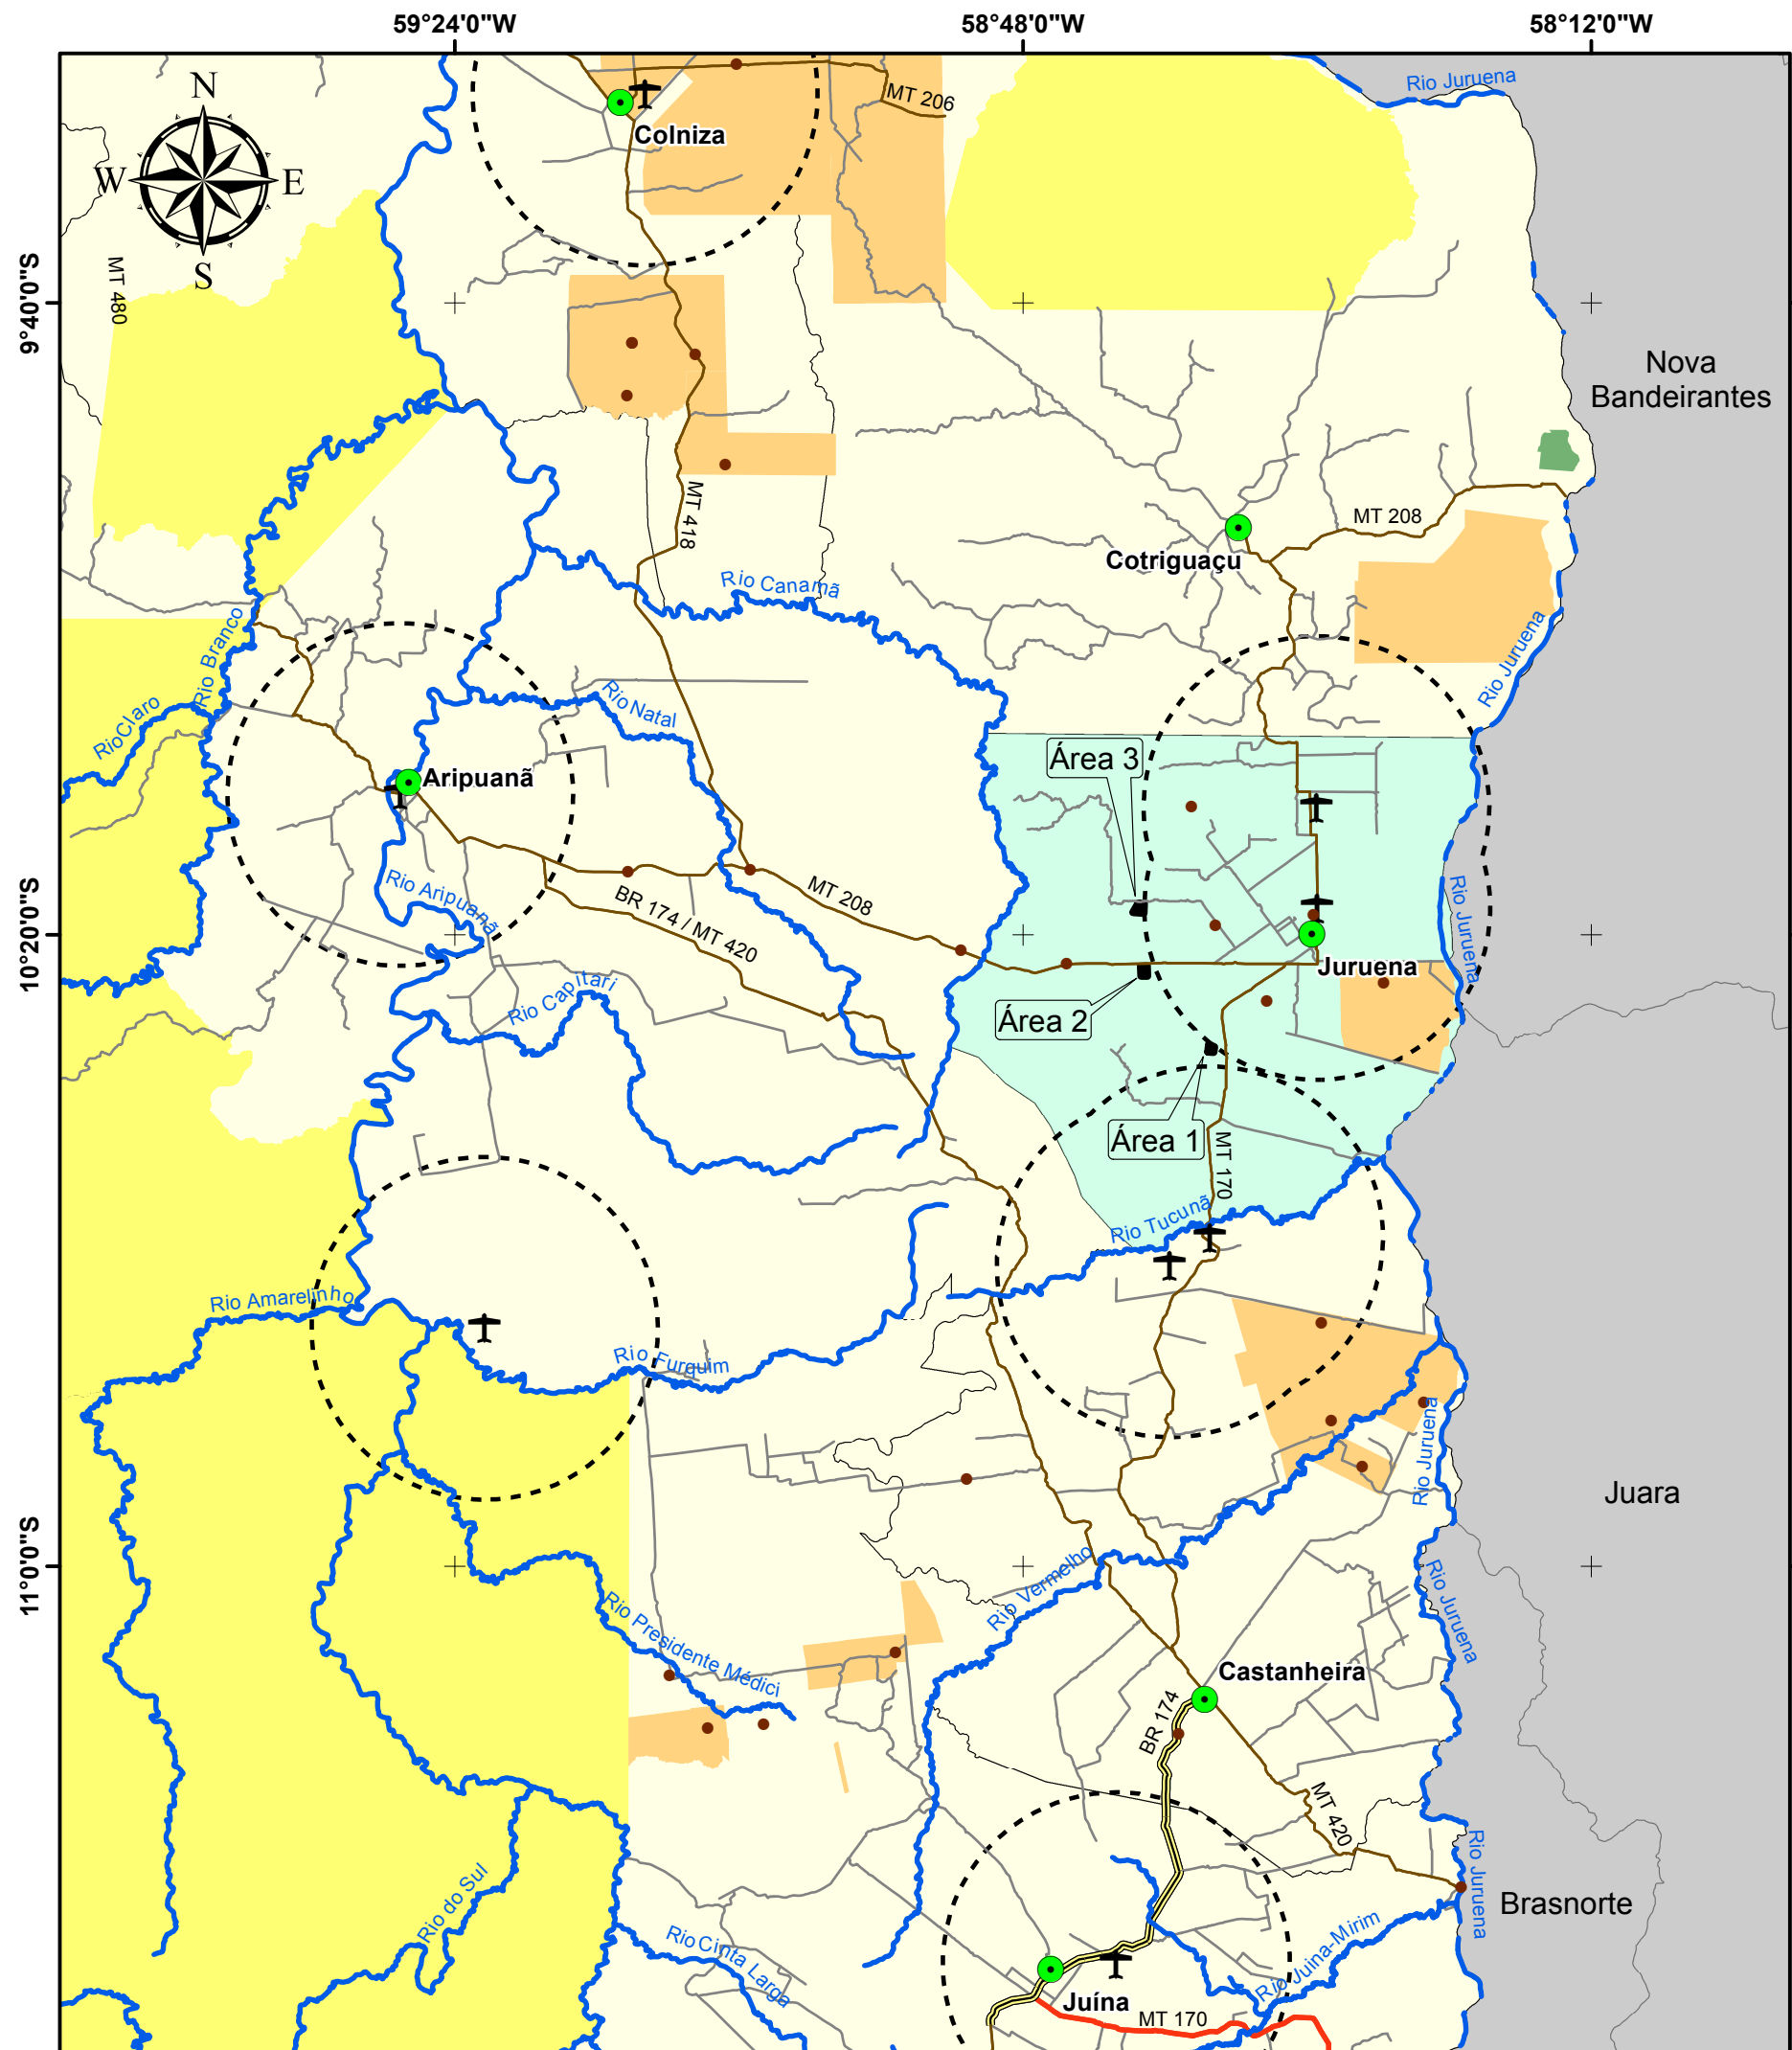 59°24'0"W
58°48'0"W
58°12'0"W
N
W
E
S
Rio Juruena
MT 206
Colniza
MT 480
9°40'0"S
Nova
Bandeirantes
MT 418
MT 208
Cotriguaçu
Rio Canamã
Rio Branco
Rio Juruena
Rio Claro
Rio Natal
Área 3
Aripuanã
Rio Aripuanã
BR 174 / MT 420
MT 208
Rio Juruena
10°20'0"S
Juruena
Rio Capitari
Área 2
Área 1
MT 170
Rio Tucunã
Rio Amarelinho
Rio Furquim
Rio Juruena
Juara
11°0'0"S
Rio Vermelho
Rio Juruena
Rio Presidente Médici
Castanheira
BR 174
MT 420
Rio Juruena
Rio do Sul
Brasnorte
Rio Cinta Larga
Rio Juina-Mirim
Juína
MT 170